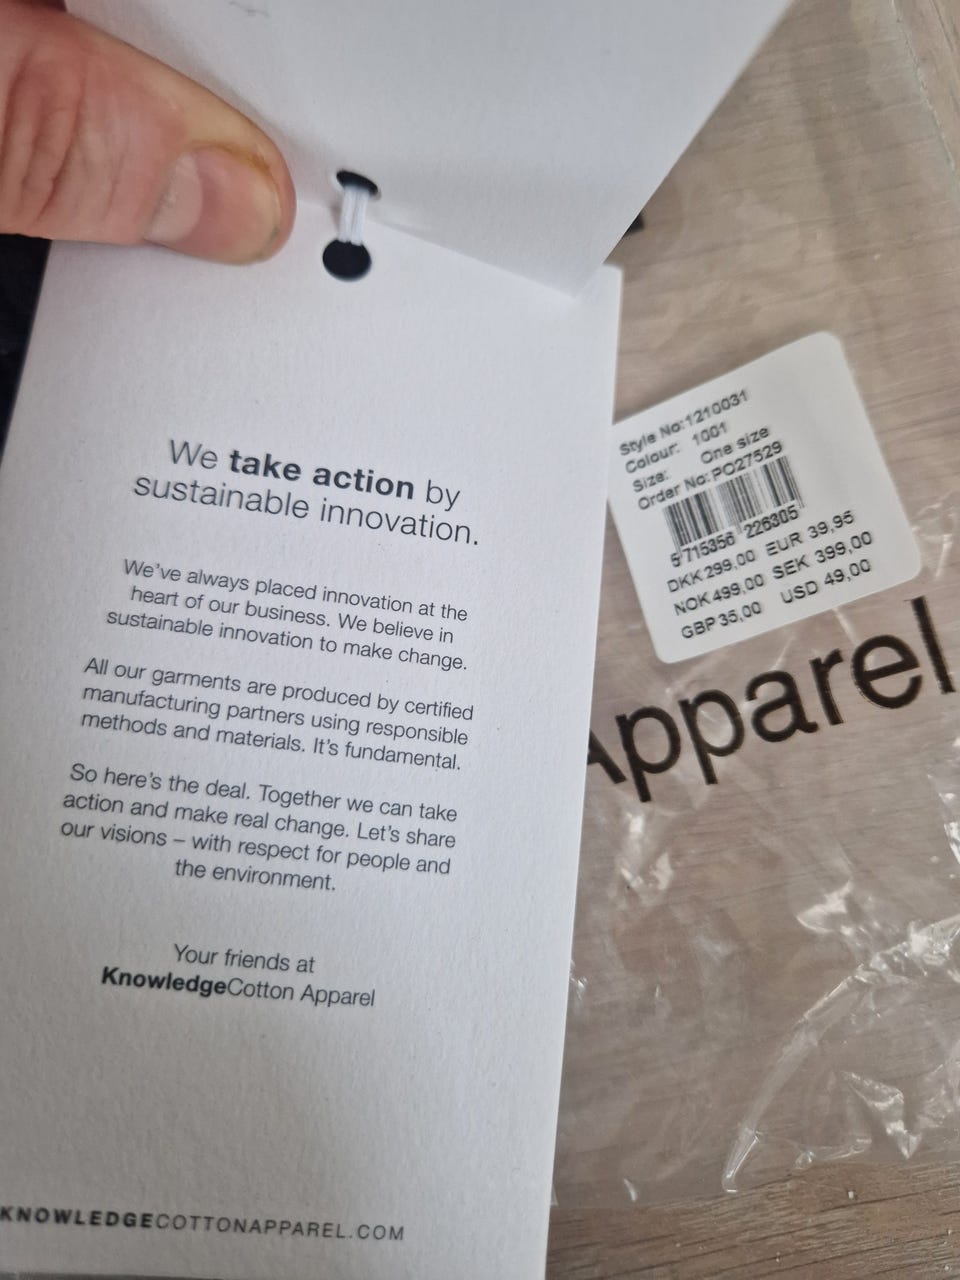 We take action by
sustainable innovation.
We've always placed innovation at the
heart of our business. We believe in
sustainable innovation to make change.
All our garments are produced by certified
manufacturing partners using responsible
methods and materials. It's fundamental.
So here's the deal. Together we can take
action and make real change. Let's share
our visions – with respect for people and
the environment.
Your friends at
KnowledgeCotton Apparel
KNOWLEDGECOTTONAPPAREL.COM
Style No: 1210031
Colour: 1001
Size: One size
Order No: PO27529
5 715356 226305
DKK 299,00 EUR 39,95
NOK 499,00 SEK 399,00
GBP 35,00 USD 49,00
Apparel